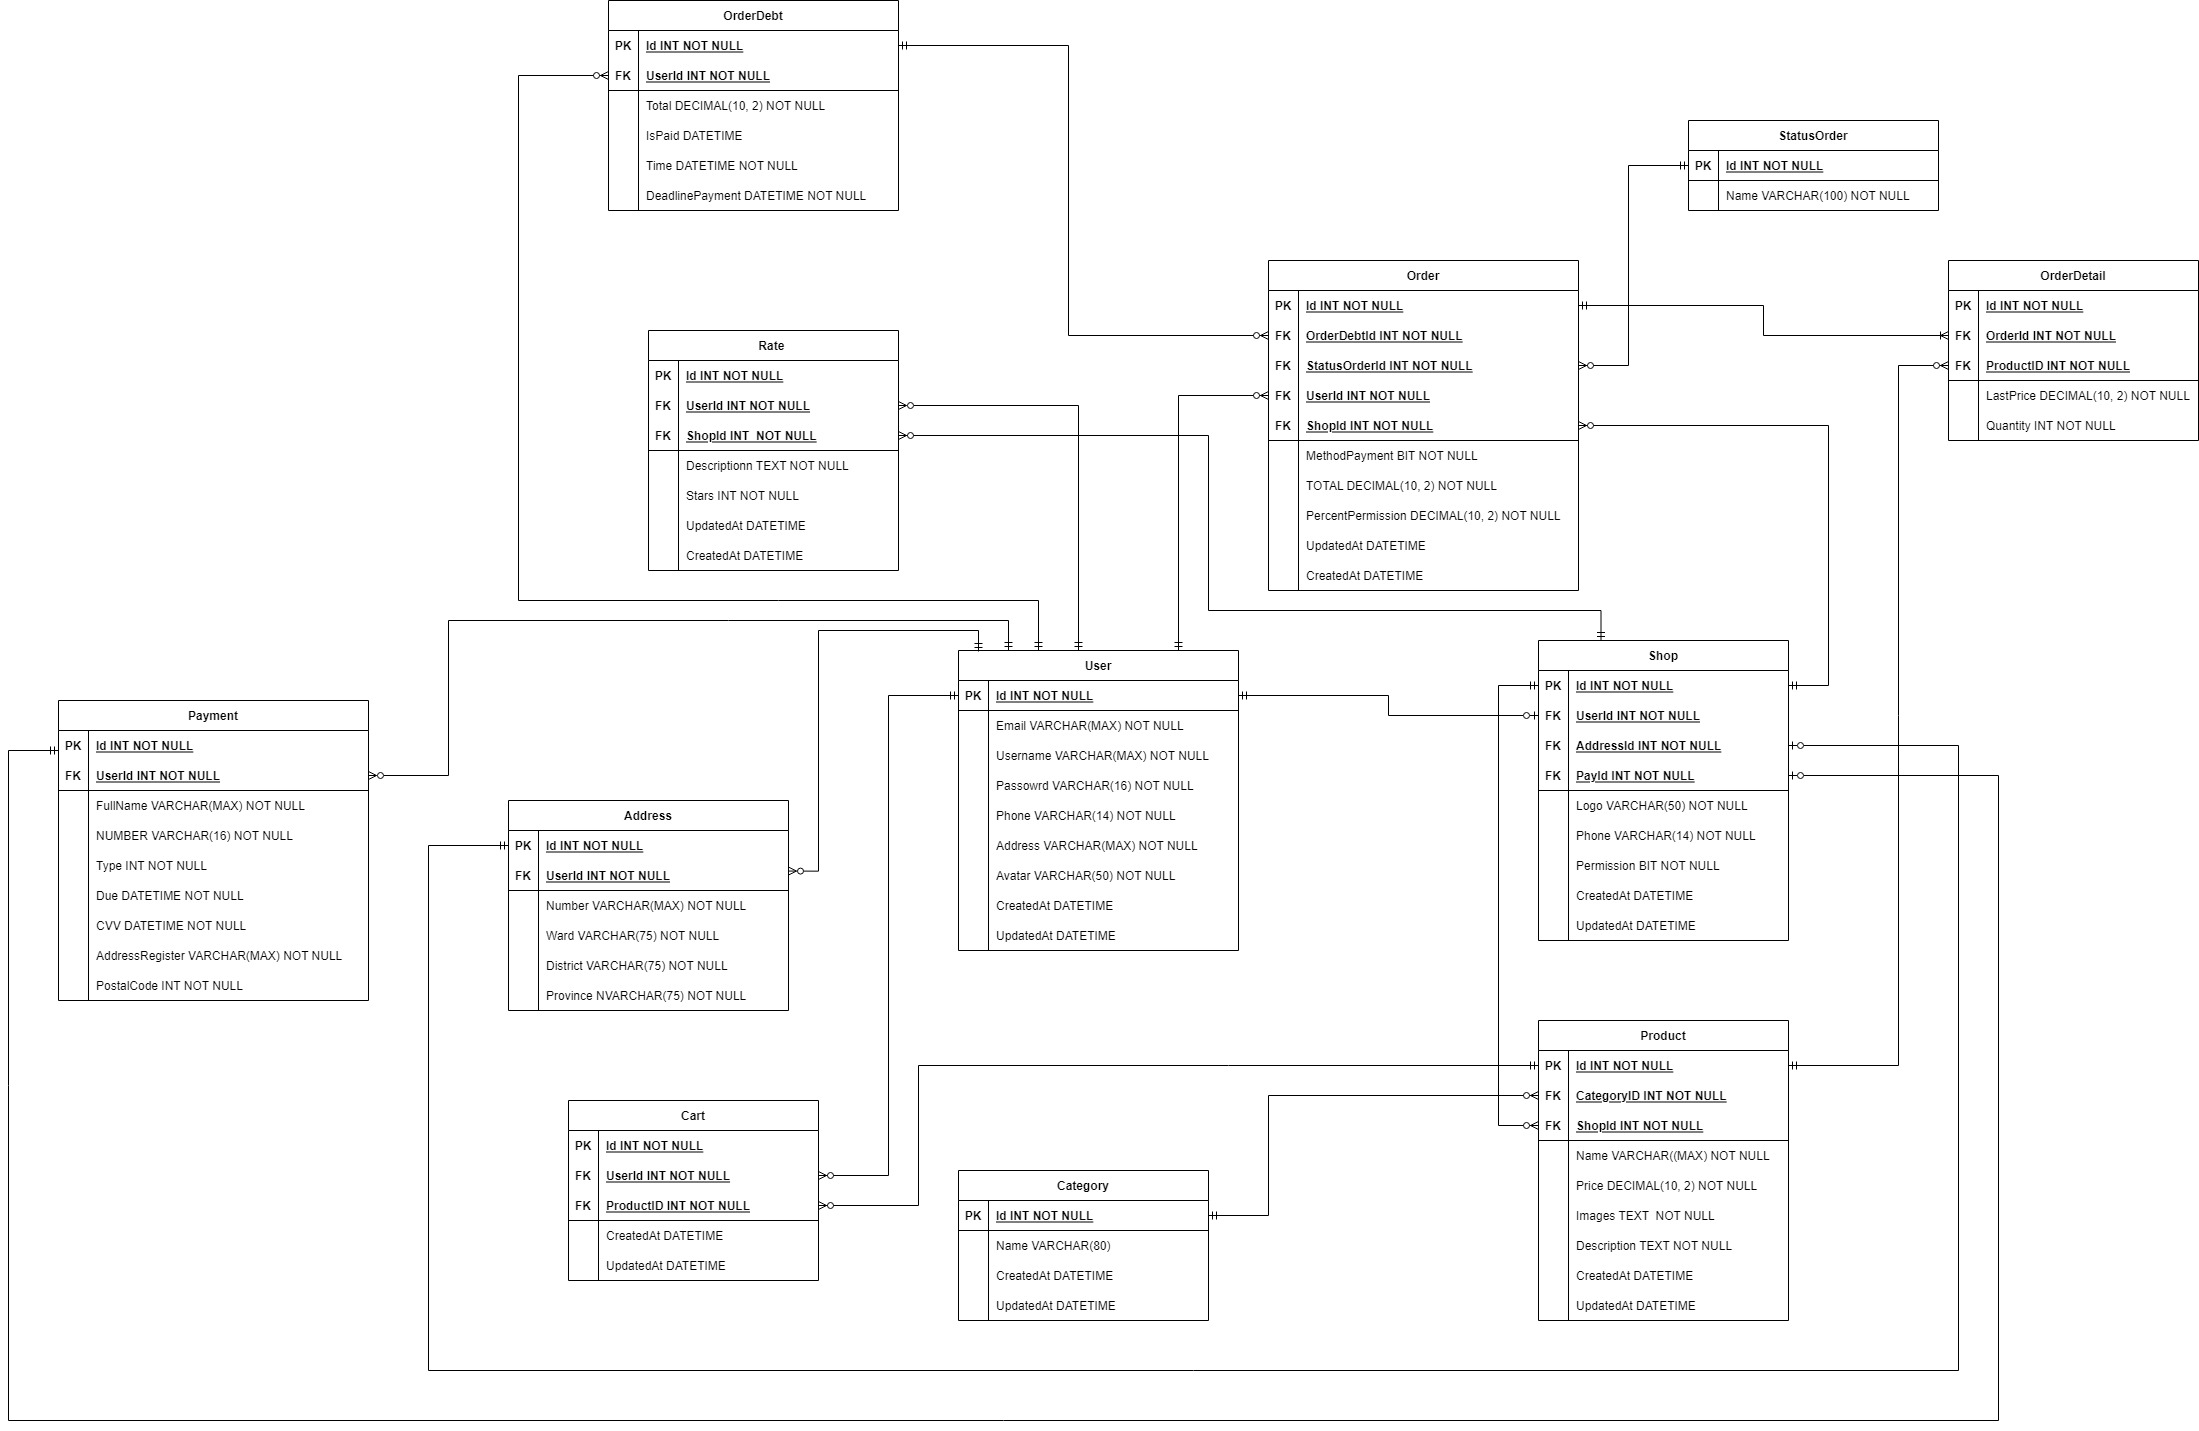 OrderDebt
PK Id INT NOT NULL
FK UserId INT NOT NULL
Total DECIMAL(10, 2) NOT NULL
IsPaid DATETIME
Time DATETIME NOT NULL
DeadlinePayment DATETIME NOT NULL
StatusOrder
PK Id INT NOT NULL
Name VARCHAR(100) NOT NULL
Order
PK Id INT NOT NULL
FK OrderDebtId INT NOT NULL
FK StatusOrderId INT NOT NULL
FK UserId INT NOT NULL
FK ShopId INT NOT NULL
MethodPayment BIT NOT NULL
TOTAL DECIMAL(10, 2) NOT NULL
PercentPermission DECIMAL(10, 2) NOT NULL
UpdatedAt DATETIME
CreatedAt DATETIME
OrderDetail
PK Id INT NOT NULL
FK OrderId INT NOT NULL
FK ProductID INT NOT NULL
LastPrice DECIMAL(10, 2) NOT NULL
Quantity INT NOT NULL
Rate
PK Id INT NOT NULL
FK UserId INT NOT NULL
FK ShopId INT  NOT NULL
Descriptionn TEXT NOT NULL
Stars INT NOT NULL
UpdatedAt DATETIME
CreatedAt DATETIME
User
PK Id INT NOT NULL
Email VARCHAR(MAX) NOT NULL
Username VARCHAR(MAX) NOT NULL
Passowrd VARCHAR(16) NOT NULL
Phone VARCHAR(14) NOT NULL
Address VARCHAR(MAX) NOT NULL
Avatar VARCHAR(50) NOT NULL
CreatedAt DATETIME
UpdatedAt DATETIME
Shop
PK Id INT NOT NULL
FK UserId INT NOT NULL
FK AddressId INT NOT NULL
FK PayId INT NOT NULL
Logo VARCHAR(50) NOT NULL
Phone VARCHAR(14) NOT NULL
Permission BIT NOT NULL
CreatedAt DATETIME
UpdatedAt DATETIME
Payment
PK Id INT NOT NULL
FK UserId INT NOT NULL
FullName VARCHAR(MAX) NOT NULL
NUMBER VARCHAR(16) NOT NULL
Type INT NOT NULL
Due DATETIME NOT NULL
CVV DATETIME NOT NULL
AddressRegister VARCHAR(MAX) NOT NULL
PostalCode INT NOT NULL
Address
PK Id INT NOT NULL
FK UserId INT NOT NULL
Number VARCHAR(MAX) NOT NULL
Ward VARCHAR(75) NOT NULL
District VARCHAR(75) NOT NULL
Province NVARCHAR(75) NOT NULL
Cart
PK Id INT NOT NULL
FK UserId INT NOT NULL
FK ProductID INT NOT NULL
CreatedAt DATETIME
UpdatedAt DATETIME
Category
PK Id INT NOT NULL
Name VARCHAR(80)
CreatedAt DATETIME
UpdatedAt DATETIME
Product
PK Id INT NOT NULL
FK CategoryID INT NOT NULL
FK ShopId INT NOT NULL
Name VARCHAR((MAX) NOT NULL
Price DECIMAL(10, 2) NOT NULL
Images TEXT  NOT NULL
Description TEXT NOT NULL
CreatedAt DATETIME
UpdatedAt DATETIME